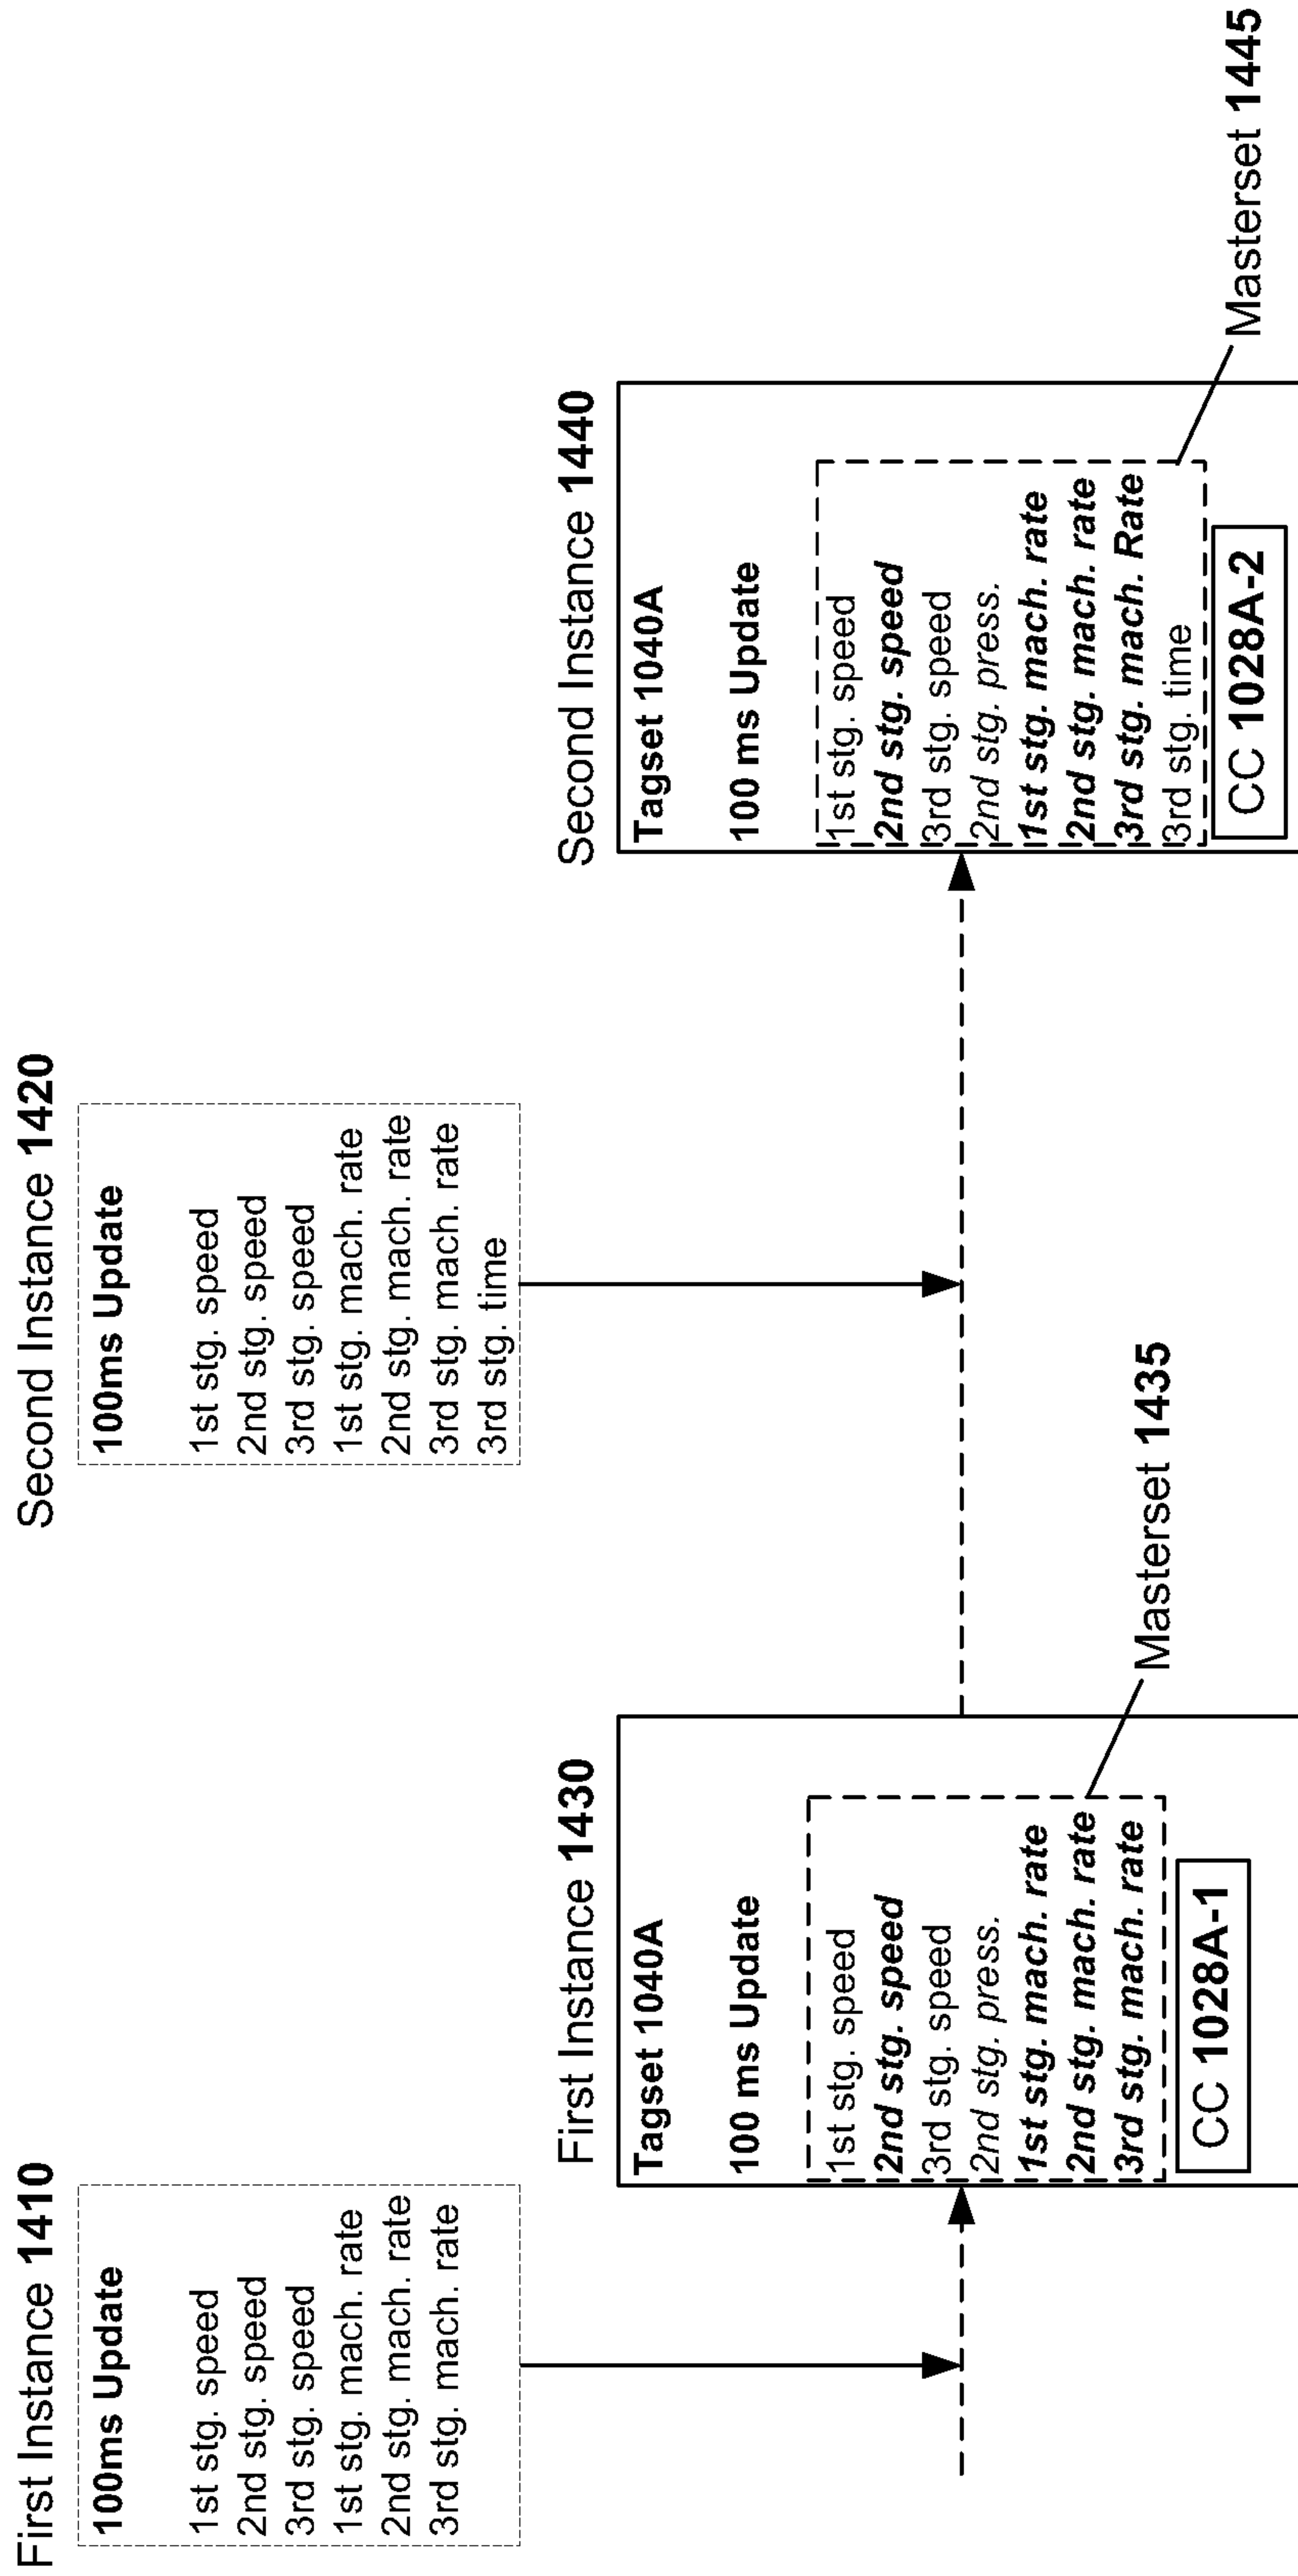 First Instance 1410
100ms Update
1st stg. speed
2nd stg. speed
3rd stg. speed
1st stg. mach. rate
2nd stg. mach. rate
3rd stg. mach. rate
Second Instance 1420
100ms Update
1st stg. speed
2nd stg. speed
3rd stg. speed
1st stg. mach. rate
2nd stg. mach. rate
3rd stg. mach. rate
3rd stg. time
First Instance 1430
Tagset 1040A
100 ms Update
1st stg. speed
2nd stg. speed
3rd stg. speed
2nd stg. press.
1st stg. mach. rate
2nd stg. mach. rate
3rd stg. mach. rate
CC 1028A-1
Masterset 1435
Second Instance 1440
Tagset 1040A
100 ms Update
1st stg. speed
2nd stg. speed
3rd stg. speed
2nd stg. press.
1st stg. mach. rate
2nd stg. mach. rate
3rd stg. mach. Rate
3rd stg. time
CC 1028A-2
Masterset 1445